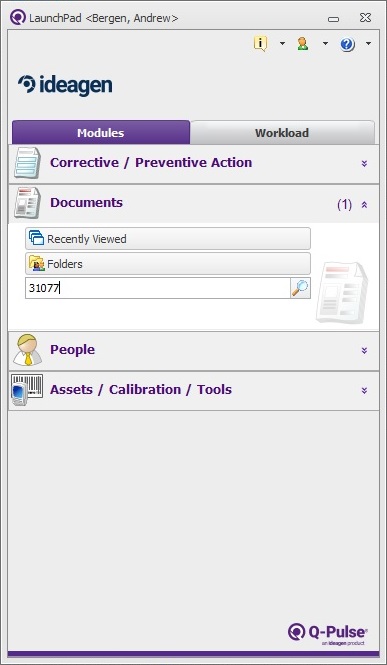 LaunchPad <Bergen, Andrew>
ideagen
Modules
Workload
Corrective / Preventive Action
Documents (1)
Recently Viewed
Folders
31077
People
Assets / Calibration / Tools
Q-Pulse®
an ideagen product